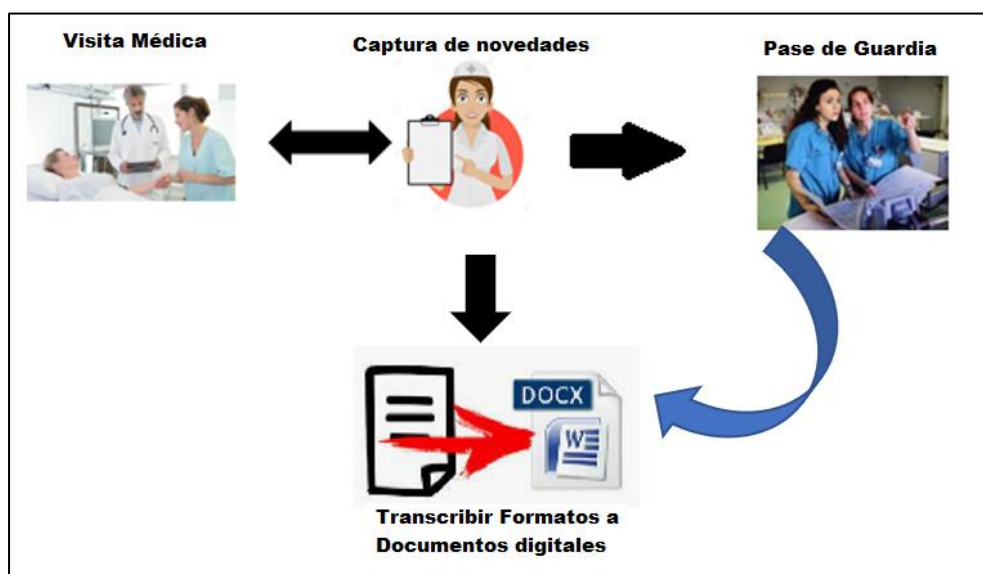 Visita Médica
Captura de novedades
Pase de Guardia
DOCX
W
Transcribir Formatos a
Documentos digitales